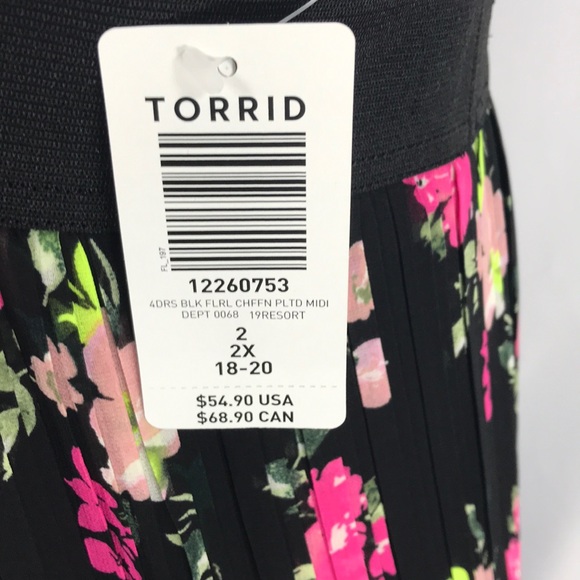 TORRID
FL_197
12260753
4DRS BLK FLRL CHFFN PLTD MIDI
DEPT 0068 19RESORT
2
2X
18-20
$54.90 USA
$68.90 CAN